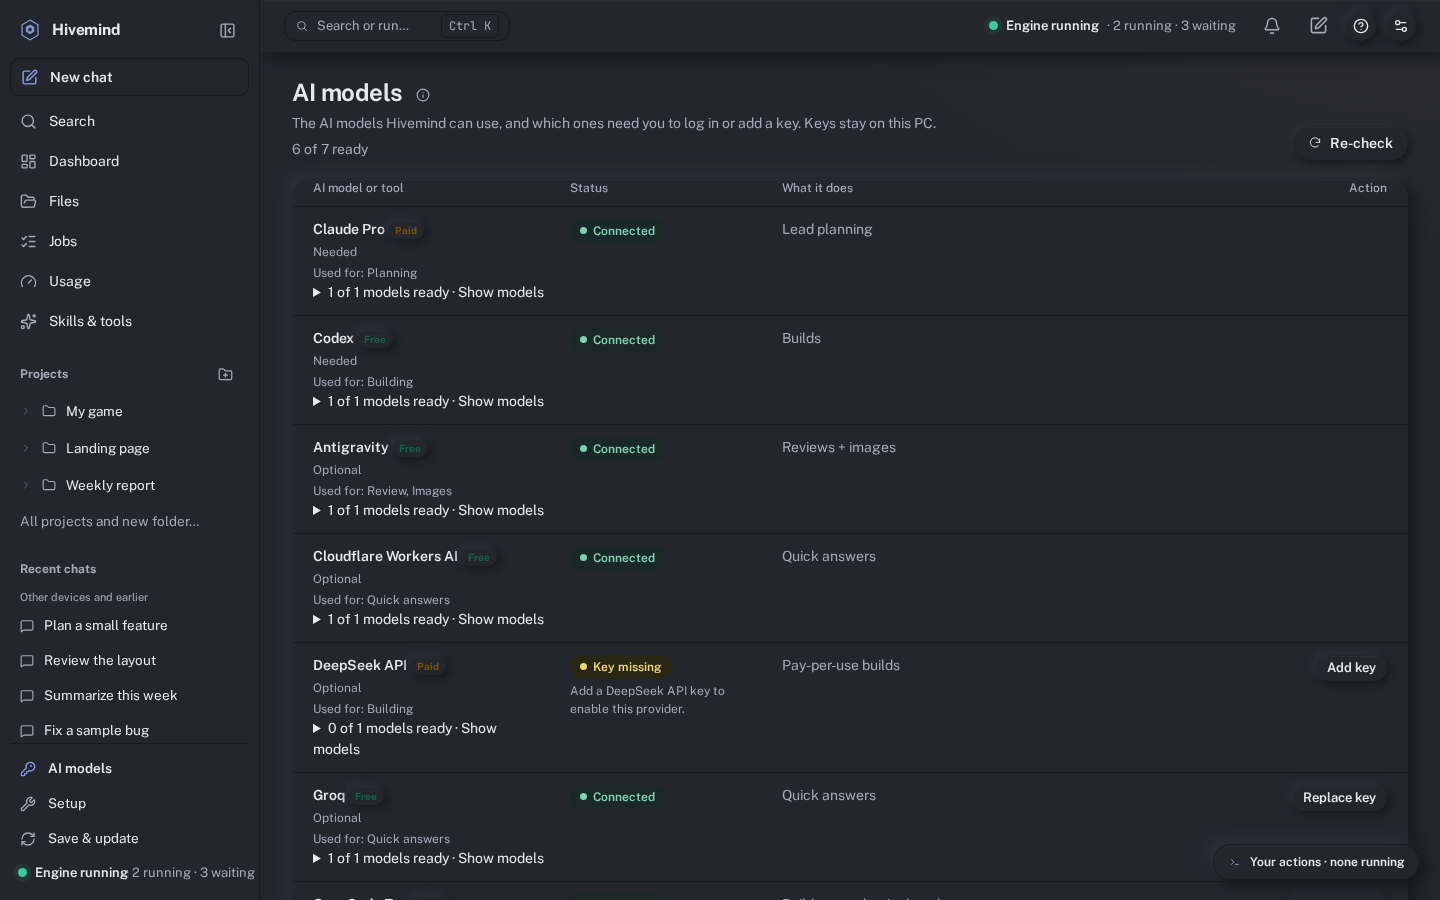 Hivemind
New chat
Search
Dashboard
Files
Jobs
Usage
Skills & tools
Projects
My game
Landing page
Weekly report
All projects and new folder...
Recent chats
Other devices and earlier
Plan a small feature
Review the layout
Summarize this week
Fix a sample bug
AI models
Setup
Save & update
Engine running 2 running · 3 waiting
Search or run... Ctrl K
Engine running · 2 running · 3 waiting
AI models
The AI models Hivemind can use, and which ones need you to log in or add a key. Keys stay on this PC.
6 of 7 ready
Re-check
AI model or tool Status What it does Action
Claude Pro Paid Connected Lead planning
Needed
Used for: Planning
1 of 1 models ready · Show models
Codex Free Connected Builds
Needed
Used for: Building
1 of 1 models ready · Show models
Antigravity Free Connected Reviews + images
Optional
Used for: Review, Images
1 of 1 models ready · Show models
Cloudflare Workers AI Free Connected Quick answers
Optional
Used for: Quick answers
1 of 1 models ready · Show models
DeepSeek API Paid Key missing Pay-per-use builds Add key
Optional Add a DeepSeek API key to
Used for: Building enable this provider.
0 of 1 models ready · Show
models
Groq Free Connected Quick answers Replace key
Optional
Used for: Quick answers
1 of 1 models ready · Show models
Your actions · none running